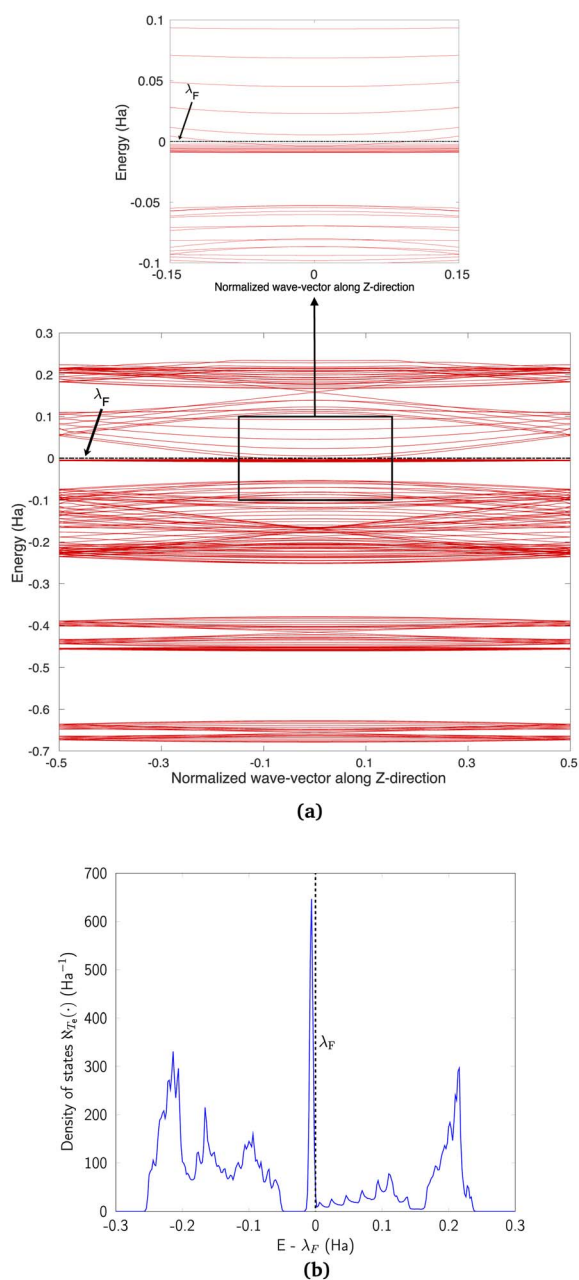 0.1
0.05
0
-0.05
-0.1
Energy (Ha)
λF
-0.15 0 0.15
Normalized wave-vector along Z-direction
0.3
0.2
0.1
0
-0.1
-0.2
-0.3
-0.4
-0.5
-0.6
-0.7
Energy (Ha)
λF
-0.5 -0.3 -0.1 0.1 0.3 0.5
Normalized wave-vector along Z-direction
(a)
700
600
500
400
300
200
100
0
Density of states ℵTe(·) (Ha−1)
λF
-0.3 -0.2 -0.1 0 0.1 0.2 0.3
E - λF (Ha)
(b)